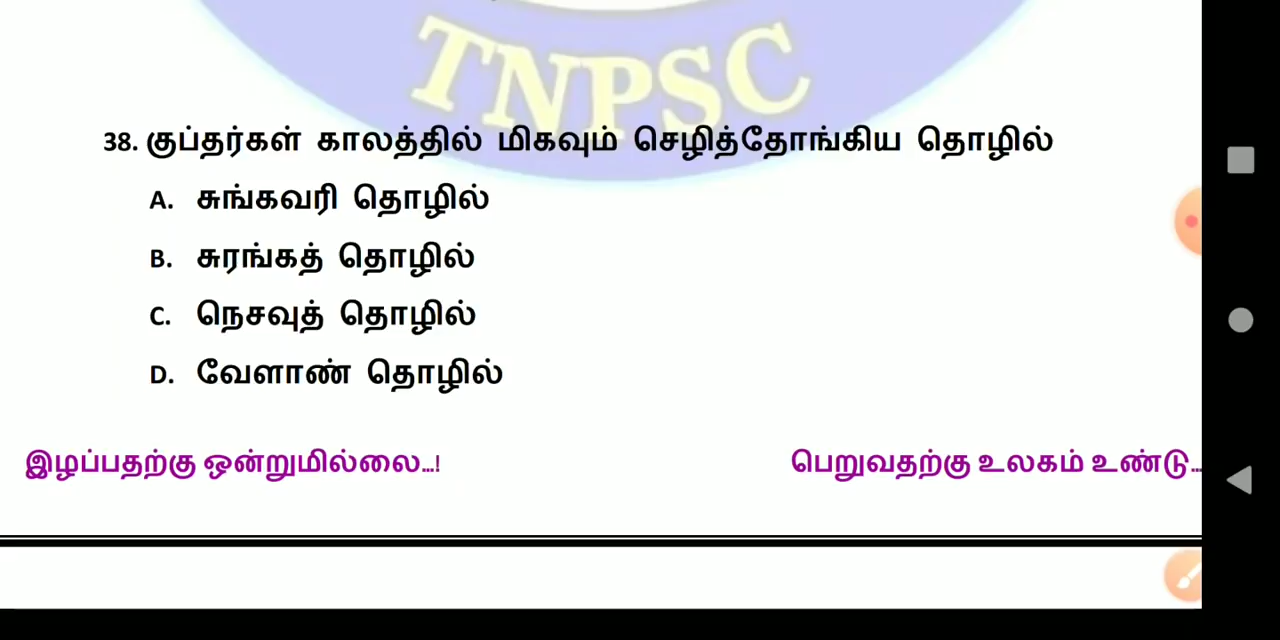 TNPSC
38. குப்தர்கள் காலத்தில் மிகவும் செழித்தோங்கிய தொழில்
A. சுங்கவரி தொழில்
B. சுரங்கத் தொழில்
C. நெசவுத் தொழில்
D. வேளாண் தொழில்
இழப்பதற்கு ஒன்றுமில்லை...! பெறுவதற்கு உலகம் உண்டு...